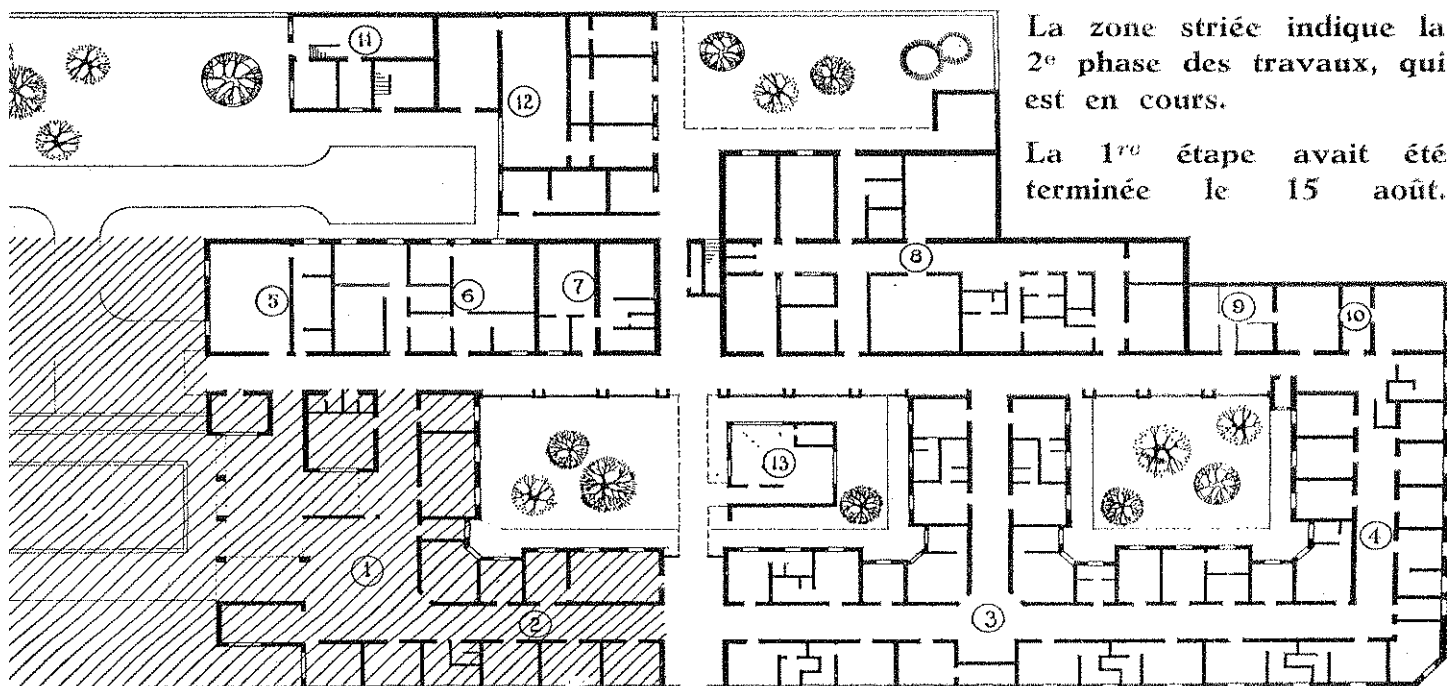 La zone striée indique la
2e phase des travaux, qui
est en cours.
La 1re étape avait été
terminée le 15 août.
11
12
8
5
6
7
9
10
13
4
1
2
3